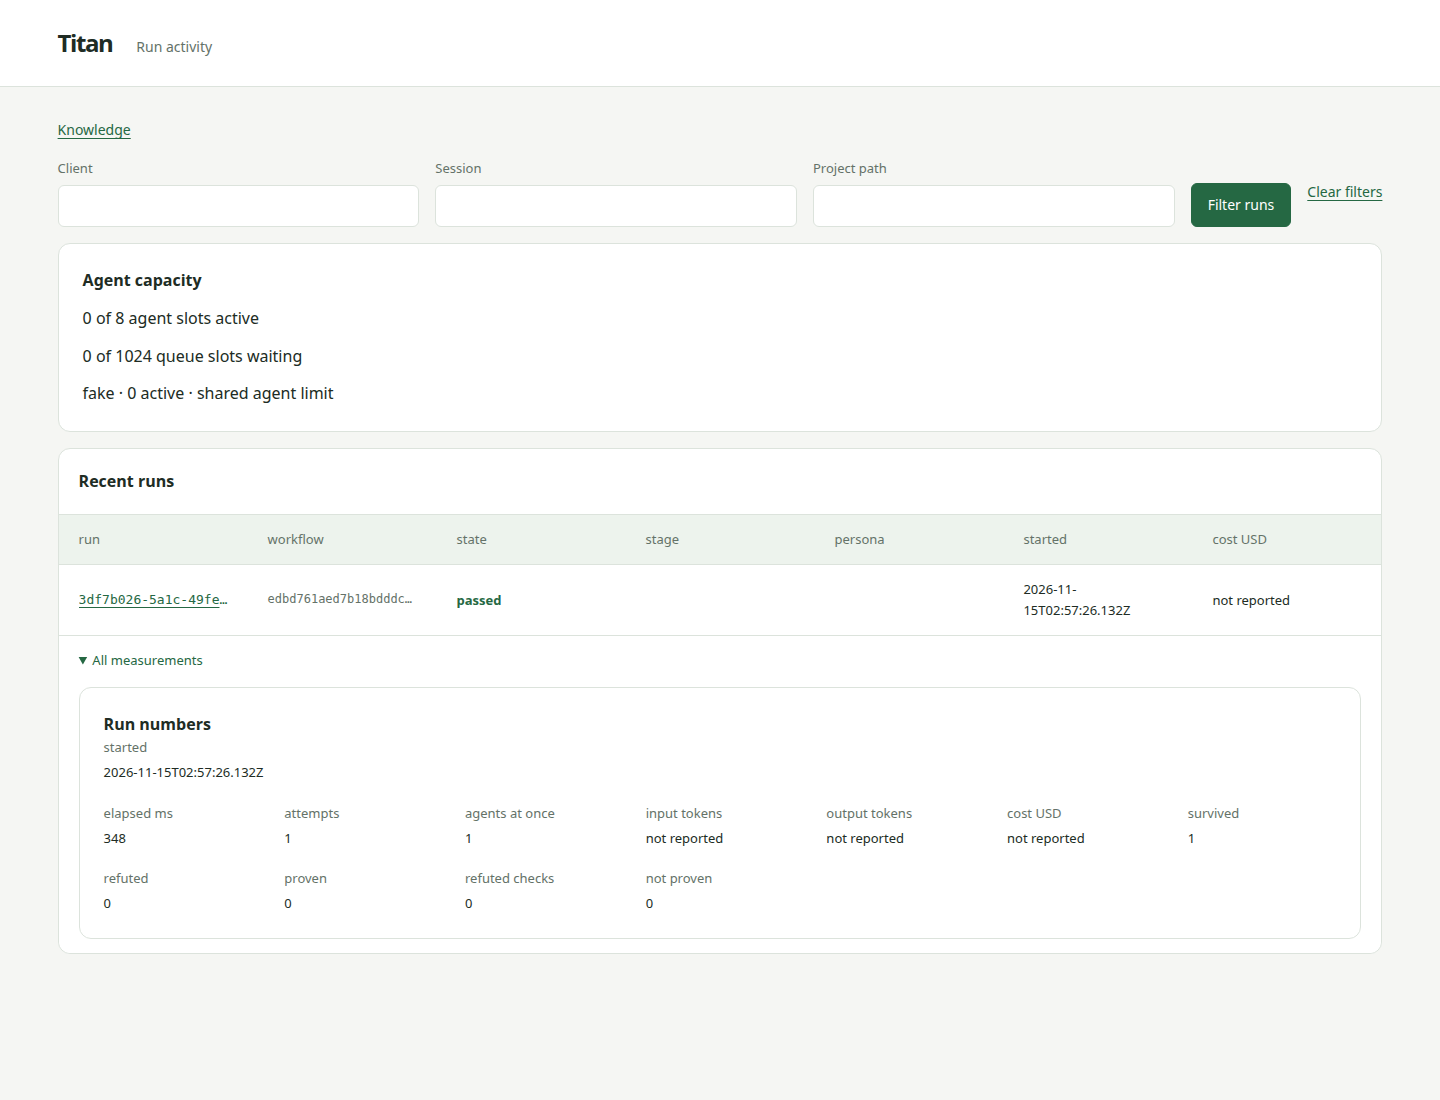 Titan Run activity
Knowledge
Client Session Project path
Filter runs Clear filters
Agent capacity
0 of 8 agent slots active
0 of 1024 queue slots waiting
fake · 0 active · shared agent limit
Recent runs
run workflow state stage persona started cost USD
3df7b026-5a1c-49fe… edbd761aed7b18bdddc… passed 2026-11-15T02:57:26.132Z not reported
▼ All measurements
Run numbers
started
2026-11-15T02:57:26.132Z
elapsed ms attempts agents at once input tokens output tokens cost USD survived
348 1 1 not reported not reported not reported 1
refuted proven refuted checks not proven
0 0 0 0